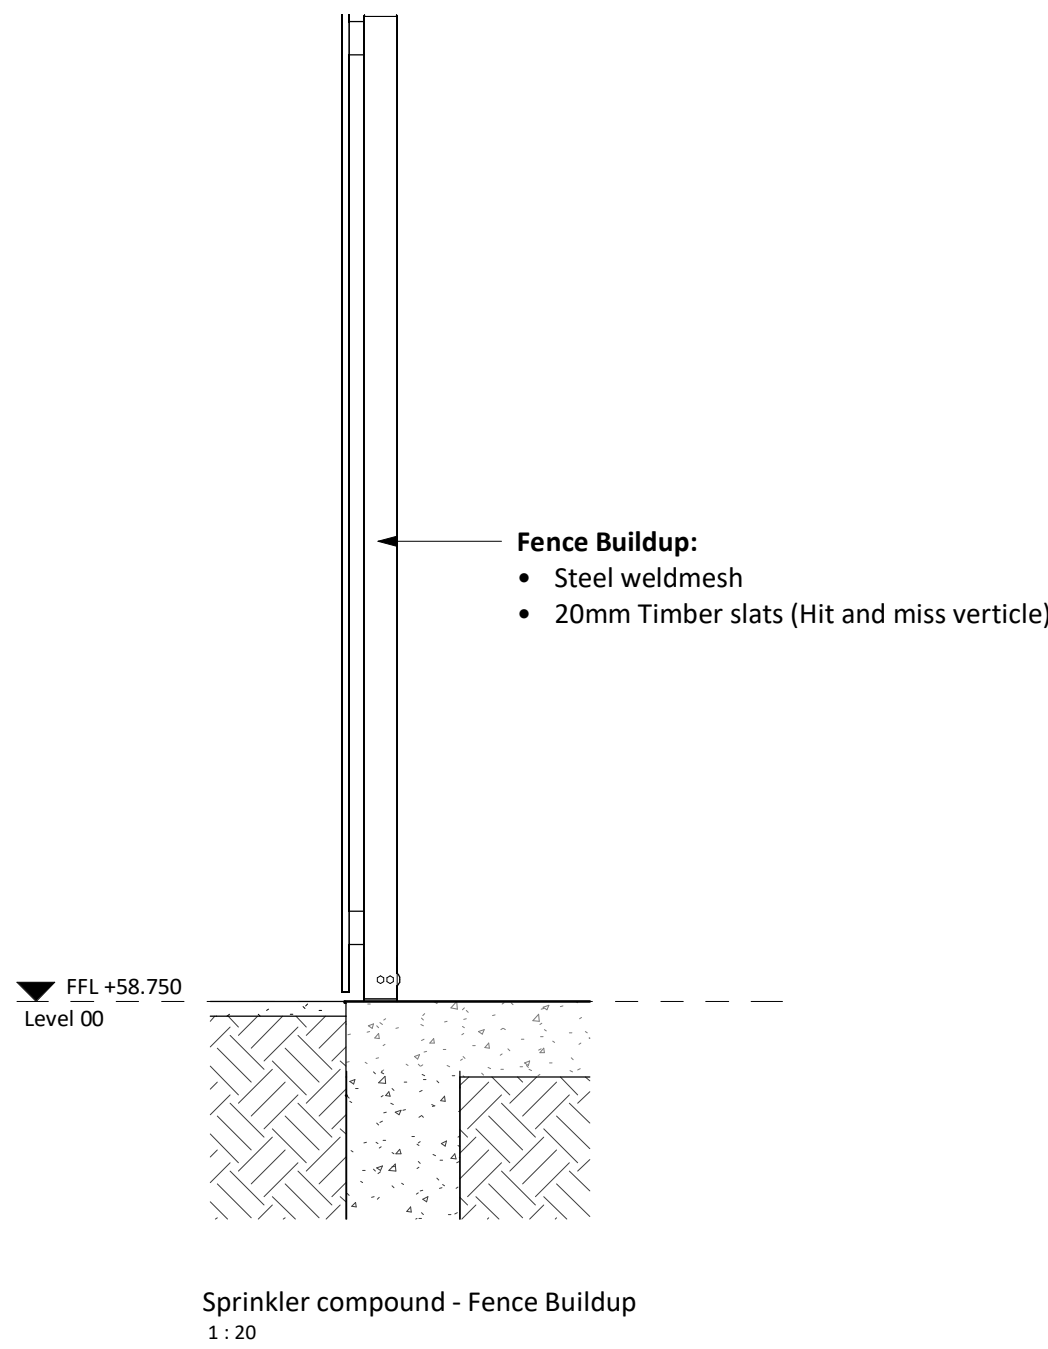 Fence Buildup:
• Steel weldmesh
• 20mm Timber slats (Hit and miss verticle)
FFL +58.750
Level 00
Sprinkler compound - Fence Buildup
1 : 20